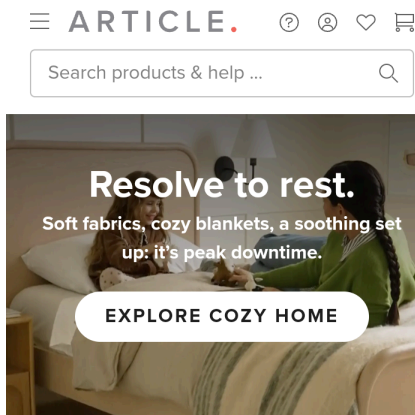 ARTICLE.
Search products & help ...
Resolve to rest.
Soft fabrics, cozy blankets, a soothing set
up: it's peak downtime.
EXPLORE COZY HOME